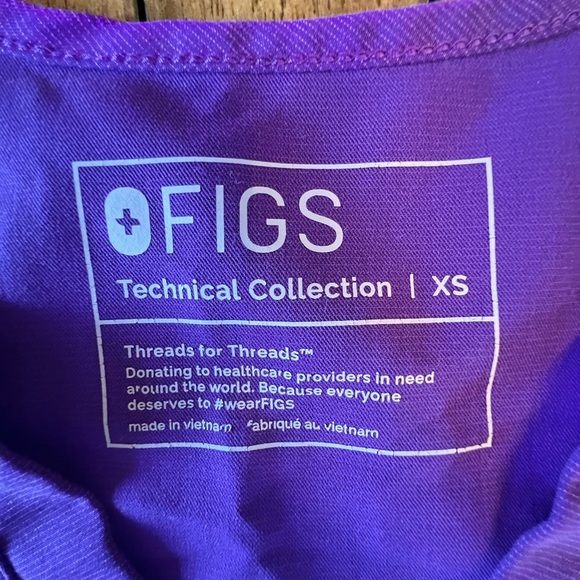 FIGS
Technical Collection | XS
Threads for Threads™
Donating to healthcare providers in need
around the world. Because everyone
deserves to #wearFIGS
made in vietnam fabriqué au vietnam